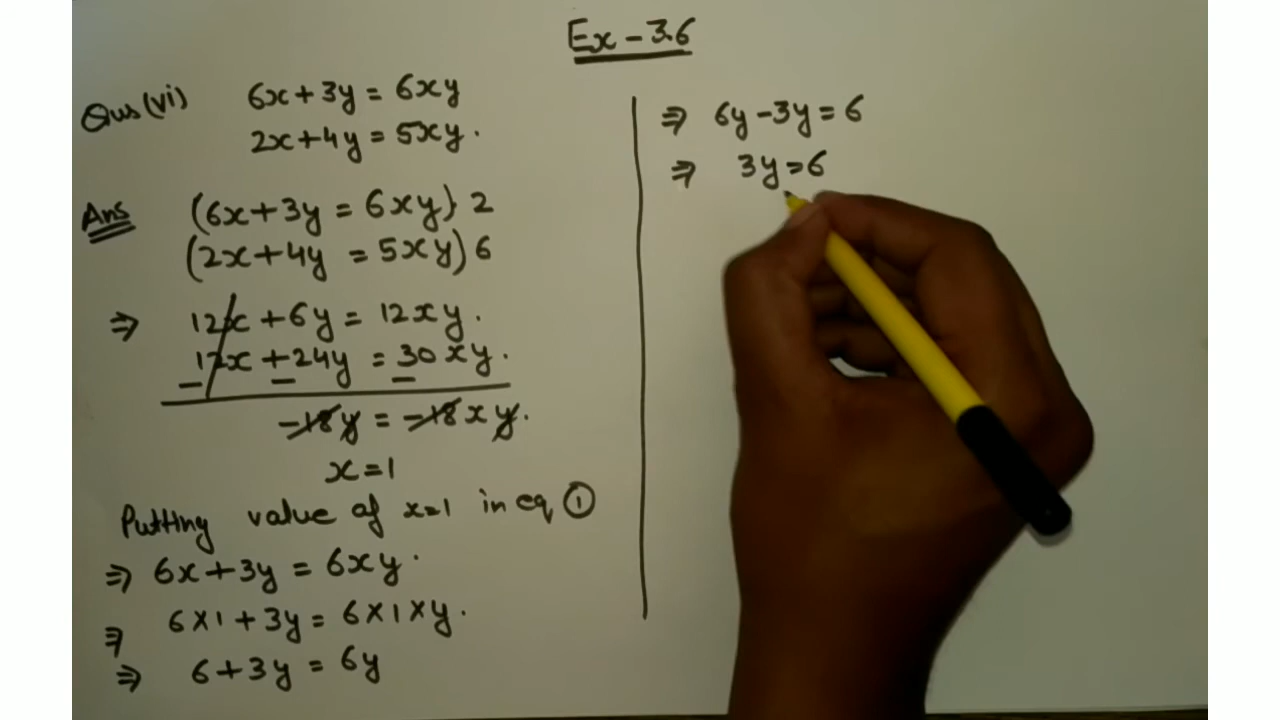 Ex - 3.6
Qus (vi) 6x + 3y = 6xy
2x + 4y = 5xy.
Ans (6x + 3y = 6xy) 2
(2x + 4y = 5xy) 6
⇒ 12x + 6y = 12xy.
12x + 24y = 30xy.
− − −
-18y = -18xy.
x = 1
Putting value of x=1 in eq ①
⇒ 6x + 3y = 6xy.
⇒ 6×1 + 3y = 6×1×y.
⇒ 6 + 3y = 6y
⇒ 6y - 3y = 6
⇒ 3y = 6